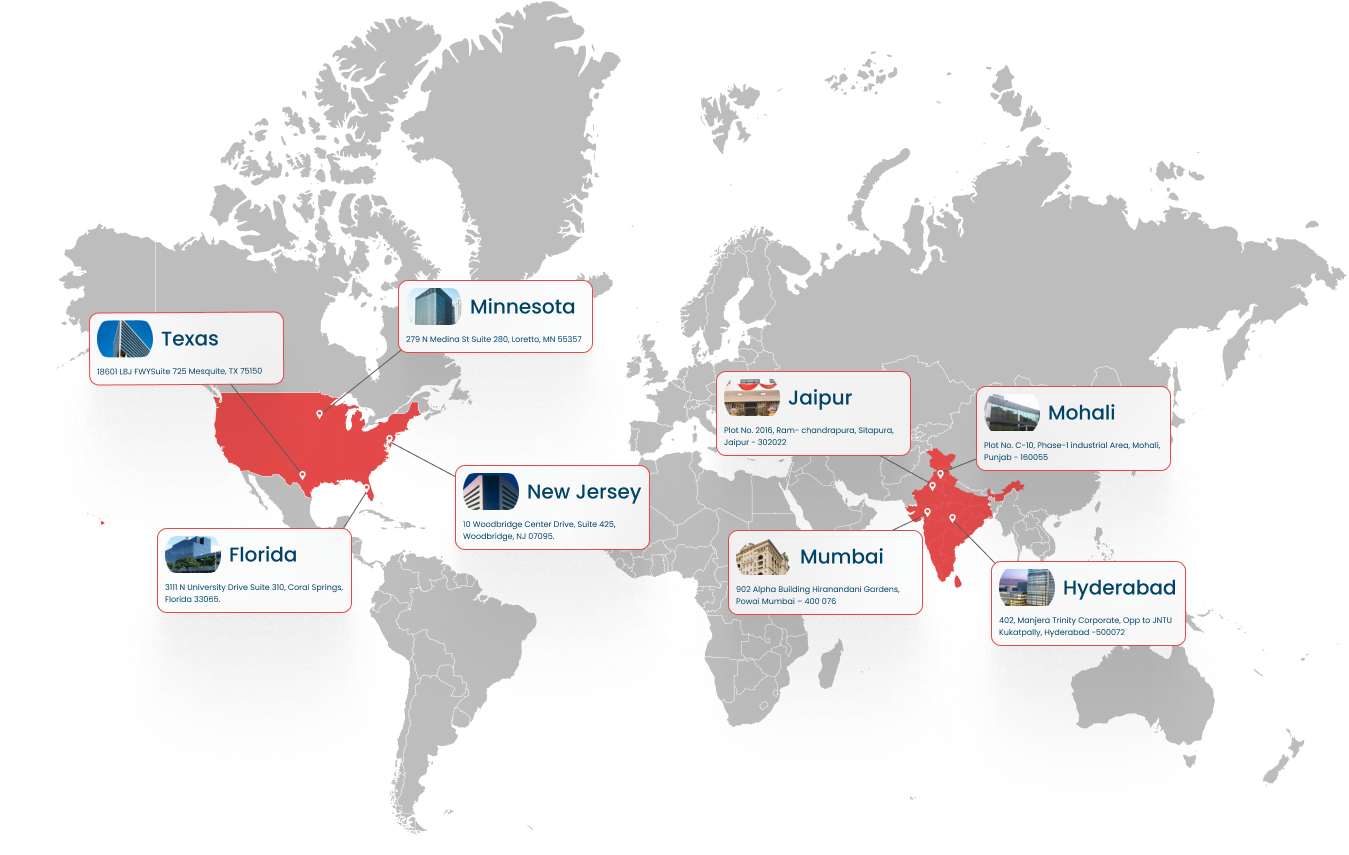 Minnesota
279 N Medina St Suite 280, Loretto, MN 55357
Texas
18601 LBJ FWYSuite 725 Mesquite, TX 75150
Jaipur
Plot No. 2016, Ram- chandrapura, Sitapura,
Jaipur - 302022
Mohali
Plot No. C-10, Phase-1 industrial Area, Mohali,
Punjab - 160055
New Jersey
10 Woodbridge Center Drive, Suite 425,
Woodbridge, NJ 07095.
Florida
3111 N University Drive Suite 310, Coral Springs,
Florida 33065.
Mumbai
902 Alpha Building Hiranandani Gardens,
Powai Mumbai – 400 076
Hyderabad
402, Manjera Trinity Corporate, Opp to JNTU
Kukatpally, Hyderabad -500072